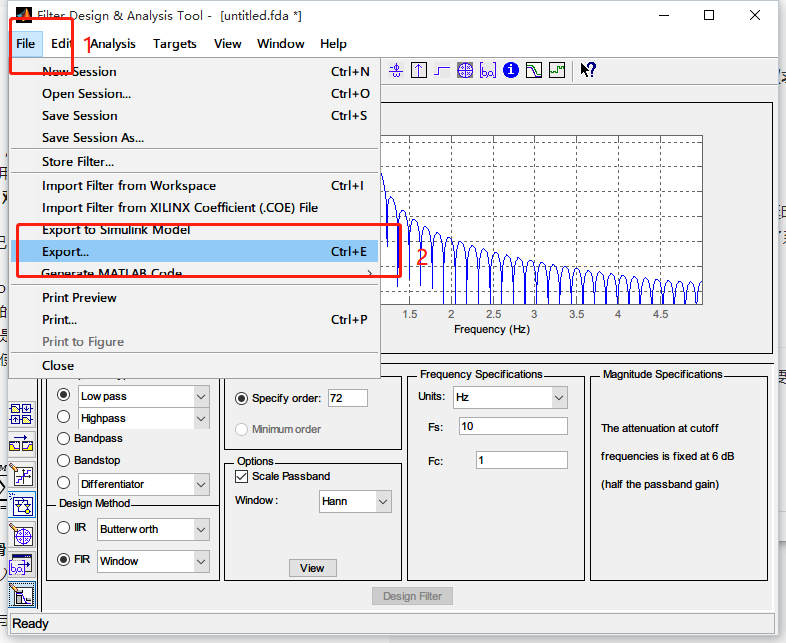 Filter Design & Analysis Tool - [untitled.fda *]
File Edit Analysis Targets View Window Help
1
New Session Ctrl+N
Open Session... Ctrl+O
Save Session Ctrl+S
Save Session As...
Store Filter...
Import Filter from Workspace Ctrl+I
Import Filter from XILINX Coefficient (.COE) File
Export to Simulink Model
Export... Ctrl+E
2
Generate MATLAB Code
Print Preview
Print... Ctrl+P
Print to Figure
Close
1.5 2 2.5 3 3.5 4 4.5
Frequency (Hz)
Low pass
Highpass
Bandpass
Bandstop
Differentiator
Design Method
IIR Butterworth
FIR Window
Specify order: 72
Minimum order
Options
Scale Passband
Window: Hann
View
Frequency Specifications
Units: Hz
Fs: 10
Fc: 1
Magnitude Specifications
The attenuation at cutoff
frequencies is fixed at 6 dB
(half the passband gain)
Design Filter
Ready